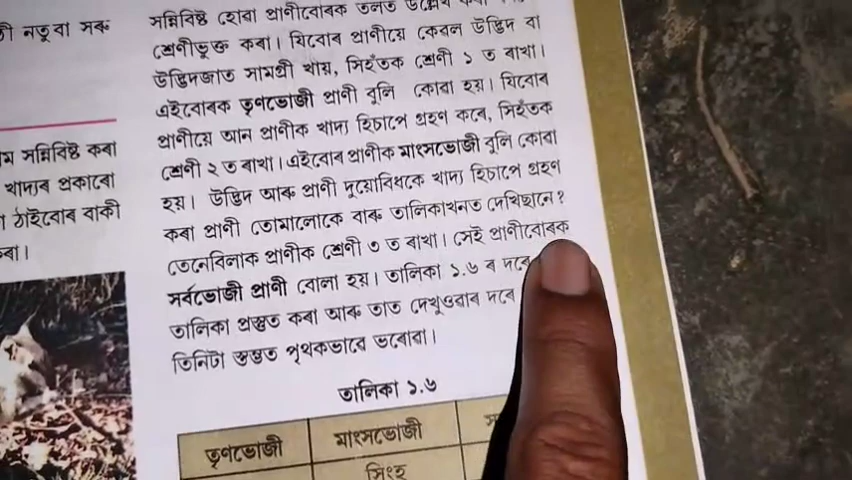 নতুবা সৰু
সন্নিবিষ্ট কৰা
খাদ্যৰ প্ৰকাৰো
ঠাইবোৰ বাকী
সন্নিবিষ্ট হোৱা প্ৰাণীবোৰক তলত উল্লেখ কৰা
শ্ৰেণীভুক্ত কৰা। যিবোৰ প্ৰাণীয়ে কেৱল উদ্ভিদ বা
উদ্ভিদজাত সামগ্ৰী খায়, সিহঁতক শ্ৰেণী ১ ত ৰাখা।
এইবোৰক তৃণভোজী প্ৰাণী বুলি কোৱা হয়। যিবোৰ
প্ৰাণীয়ে আন প্ৰাণীক খাদ্য হিচাপে গ্ৰহণ কৰে, সিহঁতক
শ্ৰেণী ২ ত ৰাখা। এইবোৰ প্ৰাণীক মাংসভোজী বুলি কোৱা
হয়। উদ্ভিদ আৰু প্ৰাণী দুয়োবিধকে খাদ্য হিচাপে গ্ৰহণ
কৰা প্ৰাণী তোমালোকে বাৰু তালিকাখনত দেখিছানে?
তেনেবিলাক প্ৰাণীক শ্ৰেণী ৩ ত ৰাখা। সেই প্ৰাণীবোৰক
সৰ্বভোজী প্ৰাণী বোলা হয়। তালিকা ১.৬ ৰ দৰে
তালিকা প্ৰস্তুত কৰা আৰু তাত দেখুওৱাৰ দৰে
তিনিটা স্তম্ভত পৃথকভাৱে ভৰোৱা।
তালিকা ১.৬
তৃণভোজী মাংসভোজী
সিংহ